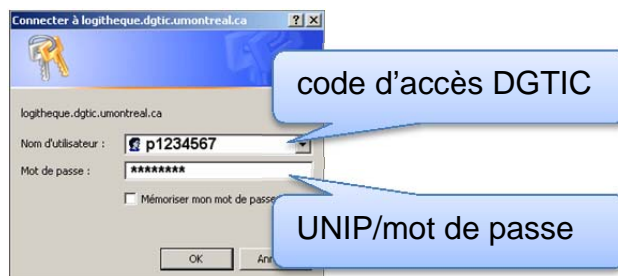 Connecter à logitheque.dgtic.umontreal.ca
logitheque.dgtic.umontreal.ca
code d'accès DGTIC
Nom d'utilisateur : p1234567
Mot de passe : ********
Mémoriser mon mot de passe
UNIP/mot de passe
OK